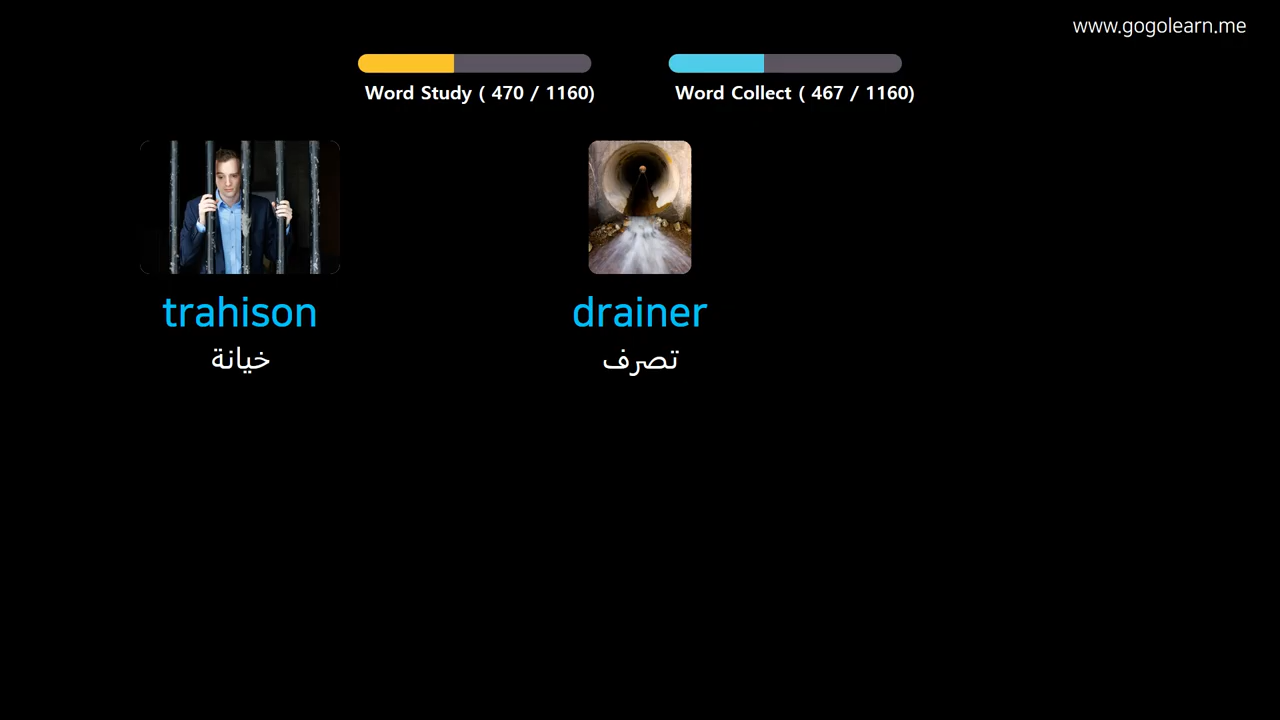 www.gogolearn.me
Word Study ( 470 / 1160)
Word Collect ( 467 / 1160)
trahison
خيانة
drainer
تصرف